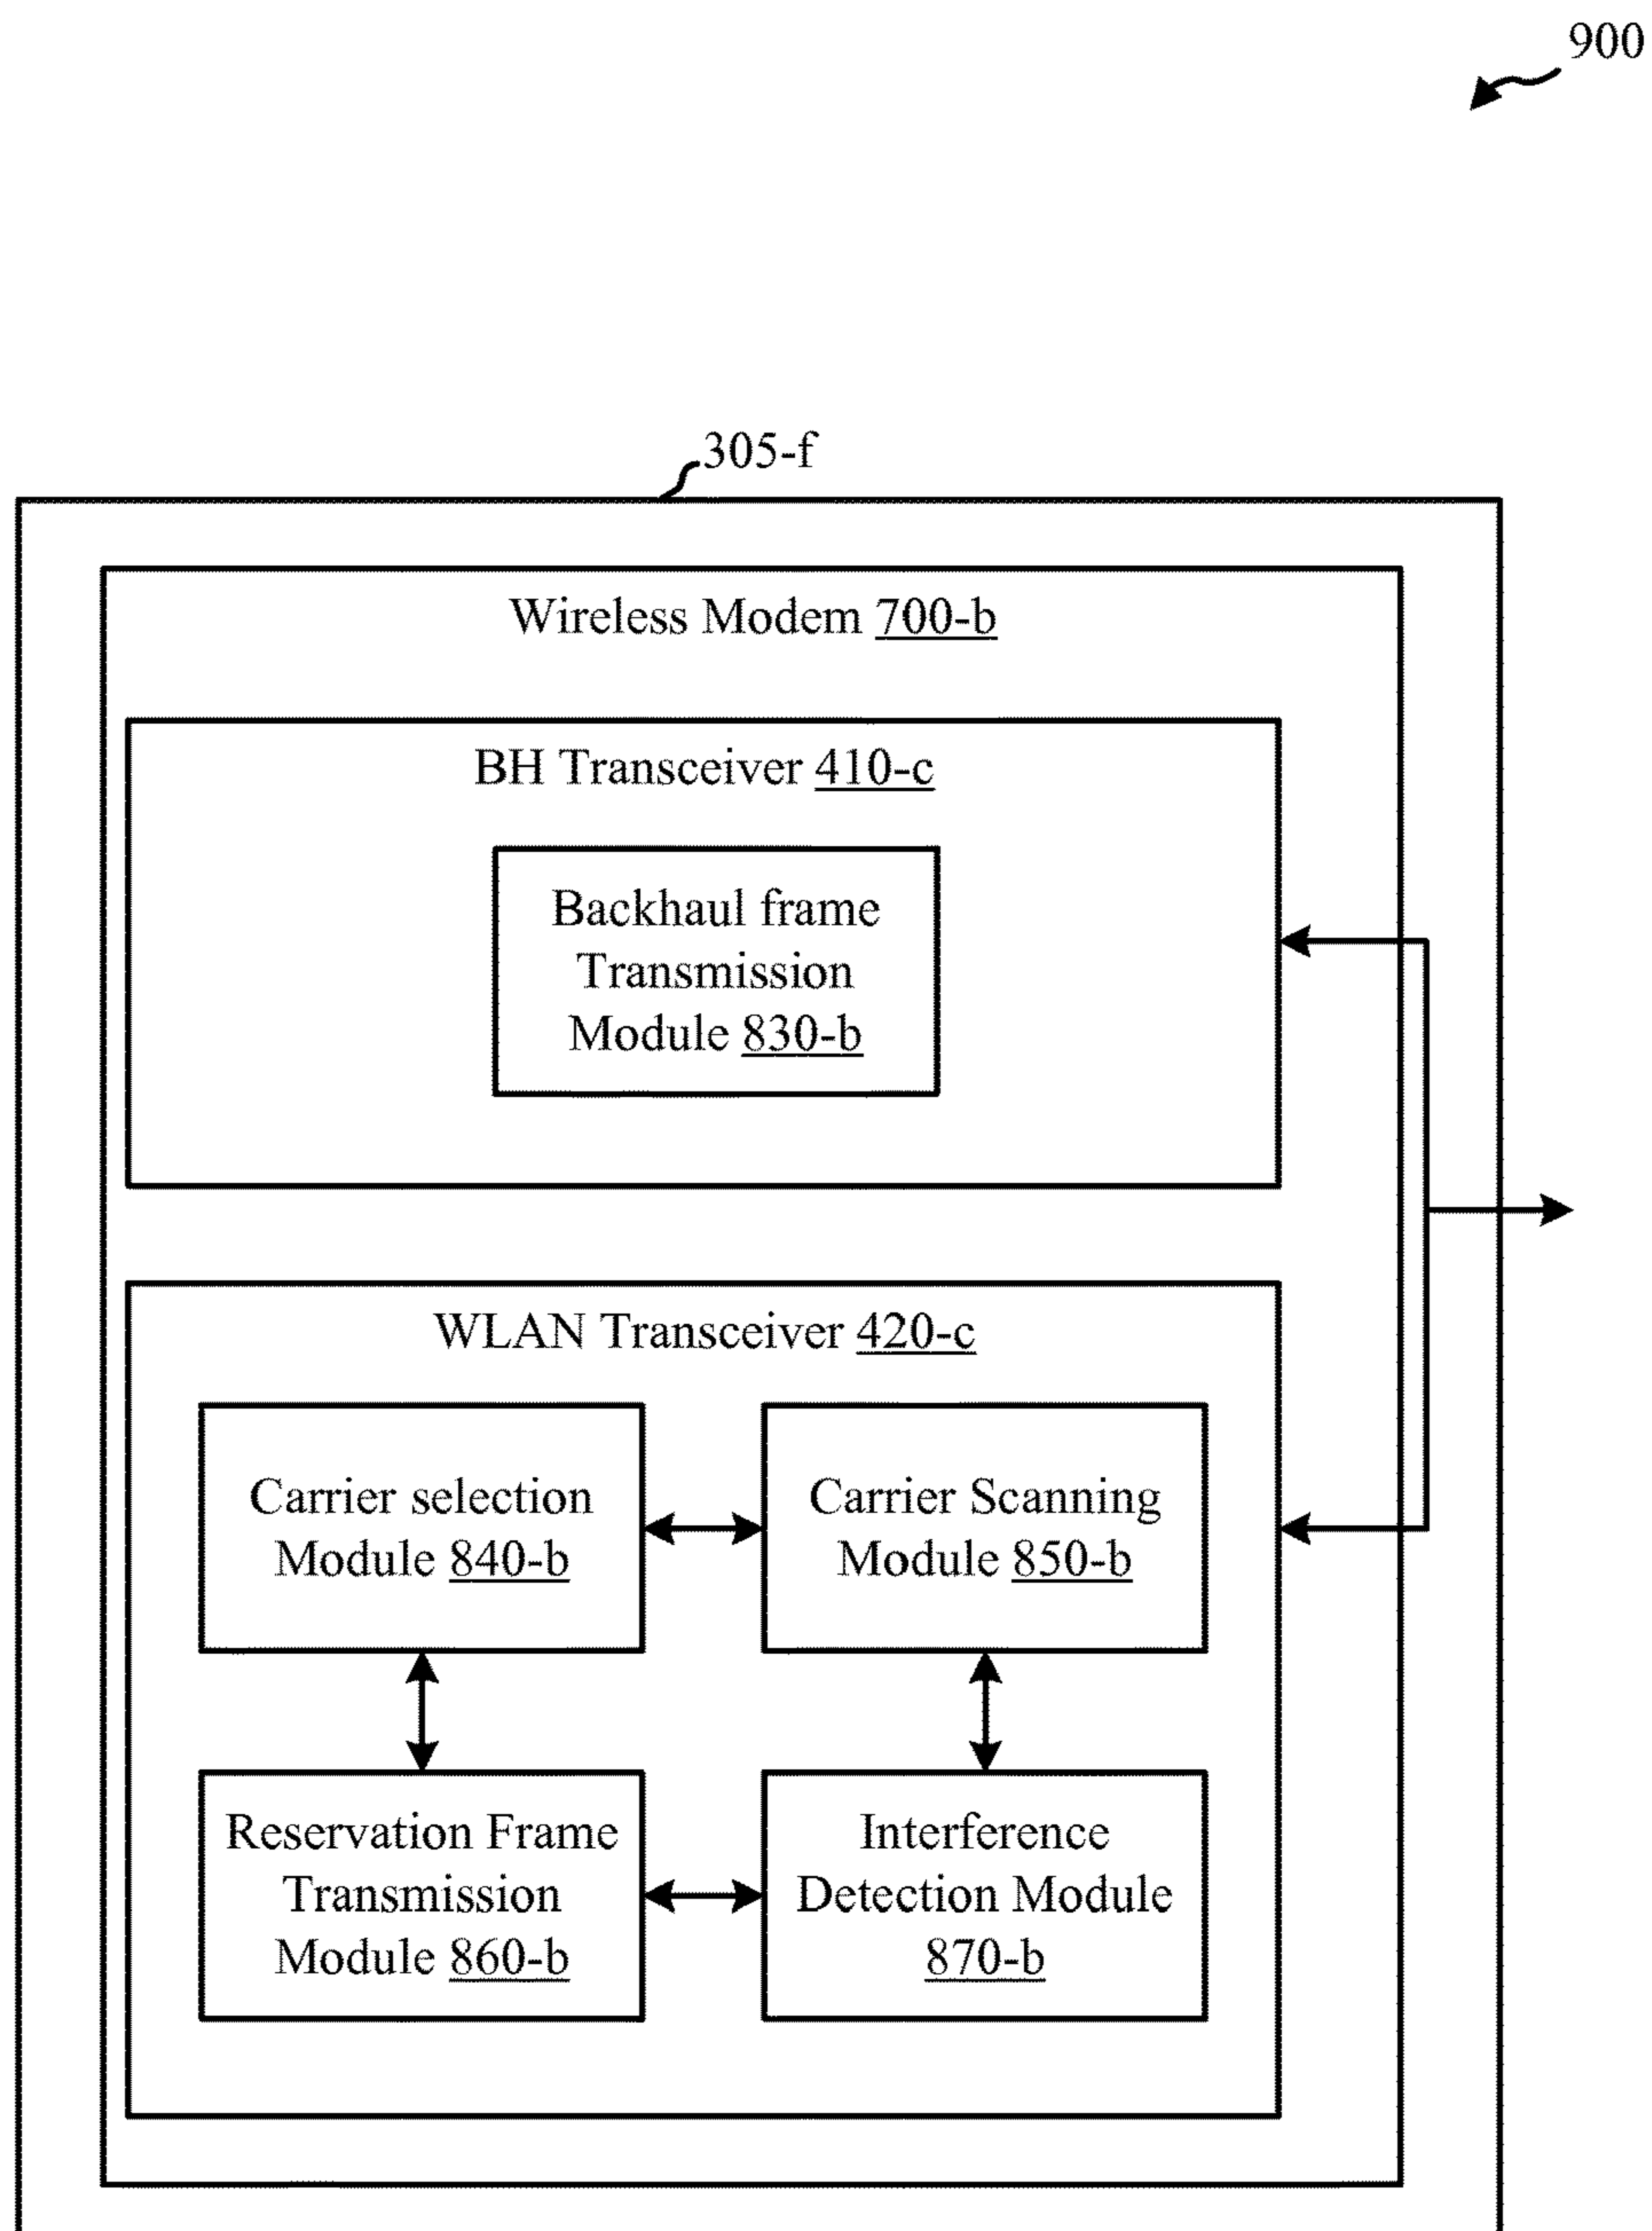 900
305-f
Wireless Modem 700-b
BH Transceiver 410-c
Backhaul frame
Transmission
Module 830-b
WLAN Transceiver 420-c
Carrier selection
Module 840-b
Carrier Scanning
Module 850-b
Reservation Frame
Transmission
Module 860-b
Interference
Detection Module
870-b